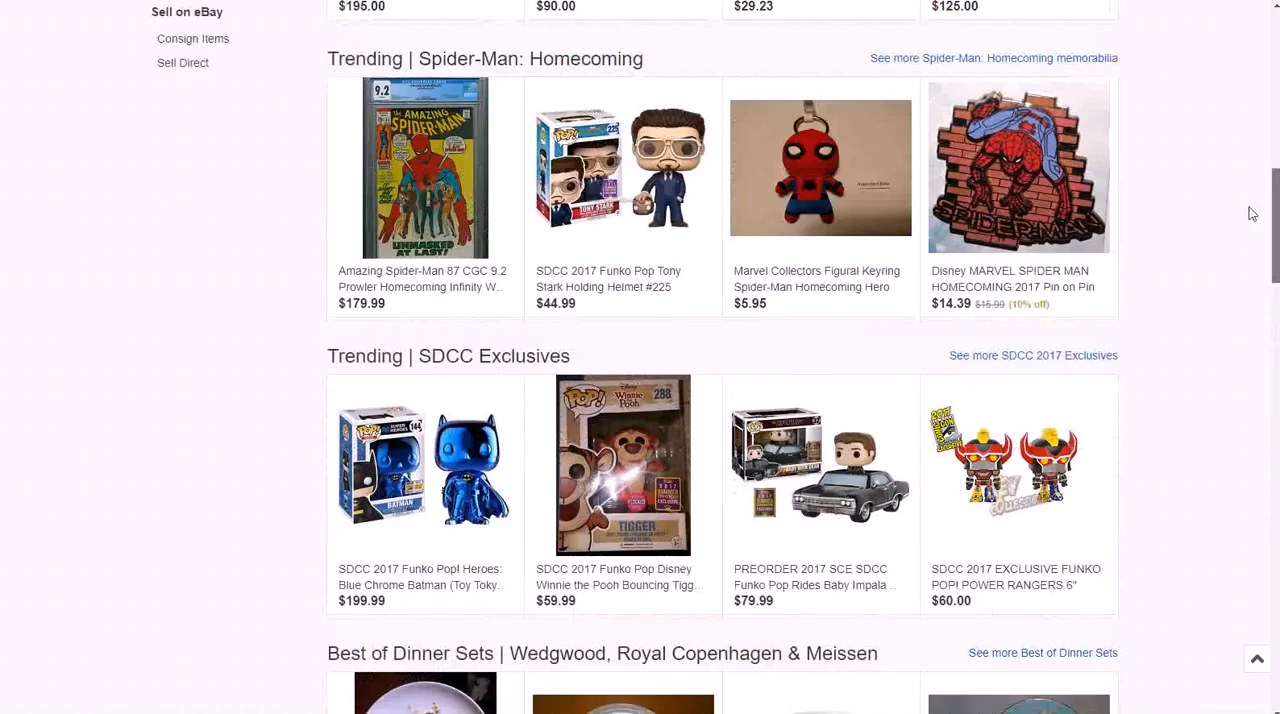 Sell on eBay
Consign Items
Sell Direct
$195.00
$90.00
$29.23
$125.00
Trending | Spider-Man: Homecoming
See more Spider-Man: Homecoming memorabilia
9.2
the AMAZING
SPIDER-MAN
UNMASKED
AT LAST!
POP!
225
TONY STARK
SPIDER-MAN
Amazing Spider-Man 87 CGC 9.2
Prowler Homecoming Infinity W..
$179.99
SDCC 2017 Funko Pop Tony
Stark Holding Helmet #225
$44.99
Marvel Collectors Figural Keyring
Spider-Man Homecoming Hero
$5.95
Disney MARVEL SPIDER MAN
HOMECOMING 2017 Pin on Pin
$14.39 $15.99 (10% off)
Trending | SDCC Exclusives
See more SDCC 2017 Exclusives
POP!
144
BATMAN
POP!
Disney
Winnie the Pooh
288
TIGGER
2017
SDCC 2017 Funko Pop! Heroes:
Blue Chrome Batman (Toy Toky..
$199.99
SDCC 2017 Funko Pop Disney
Winnie the Pooh Bouncing Tigg..
$59.99
PREORDER 2017 SCE SDCC
Funko Pop Rides Baby Impala ..
$79.99
SDCC 2017 EXCLUSIVE FUNKO
POP! POWER RANGERS 6"
$60.00
Best of Dinner Sets | Wedgwood, Royal Copenhagen & Meissen
See more Best of Dinner Sets